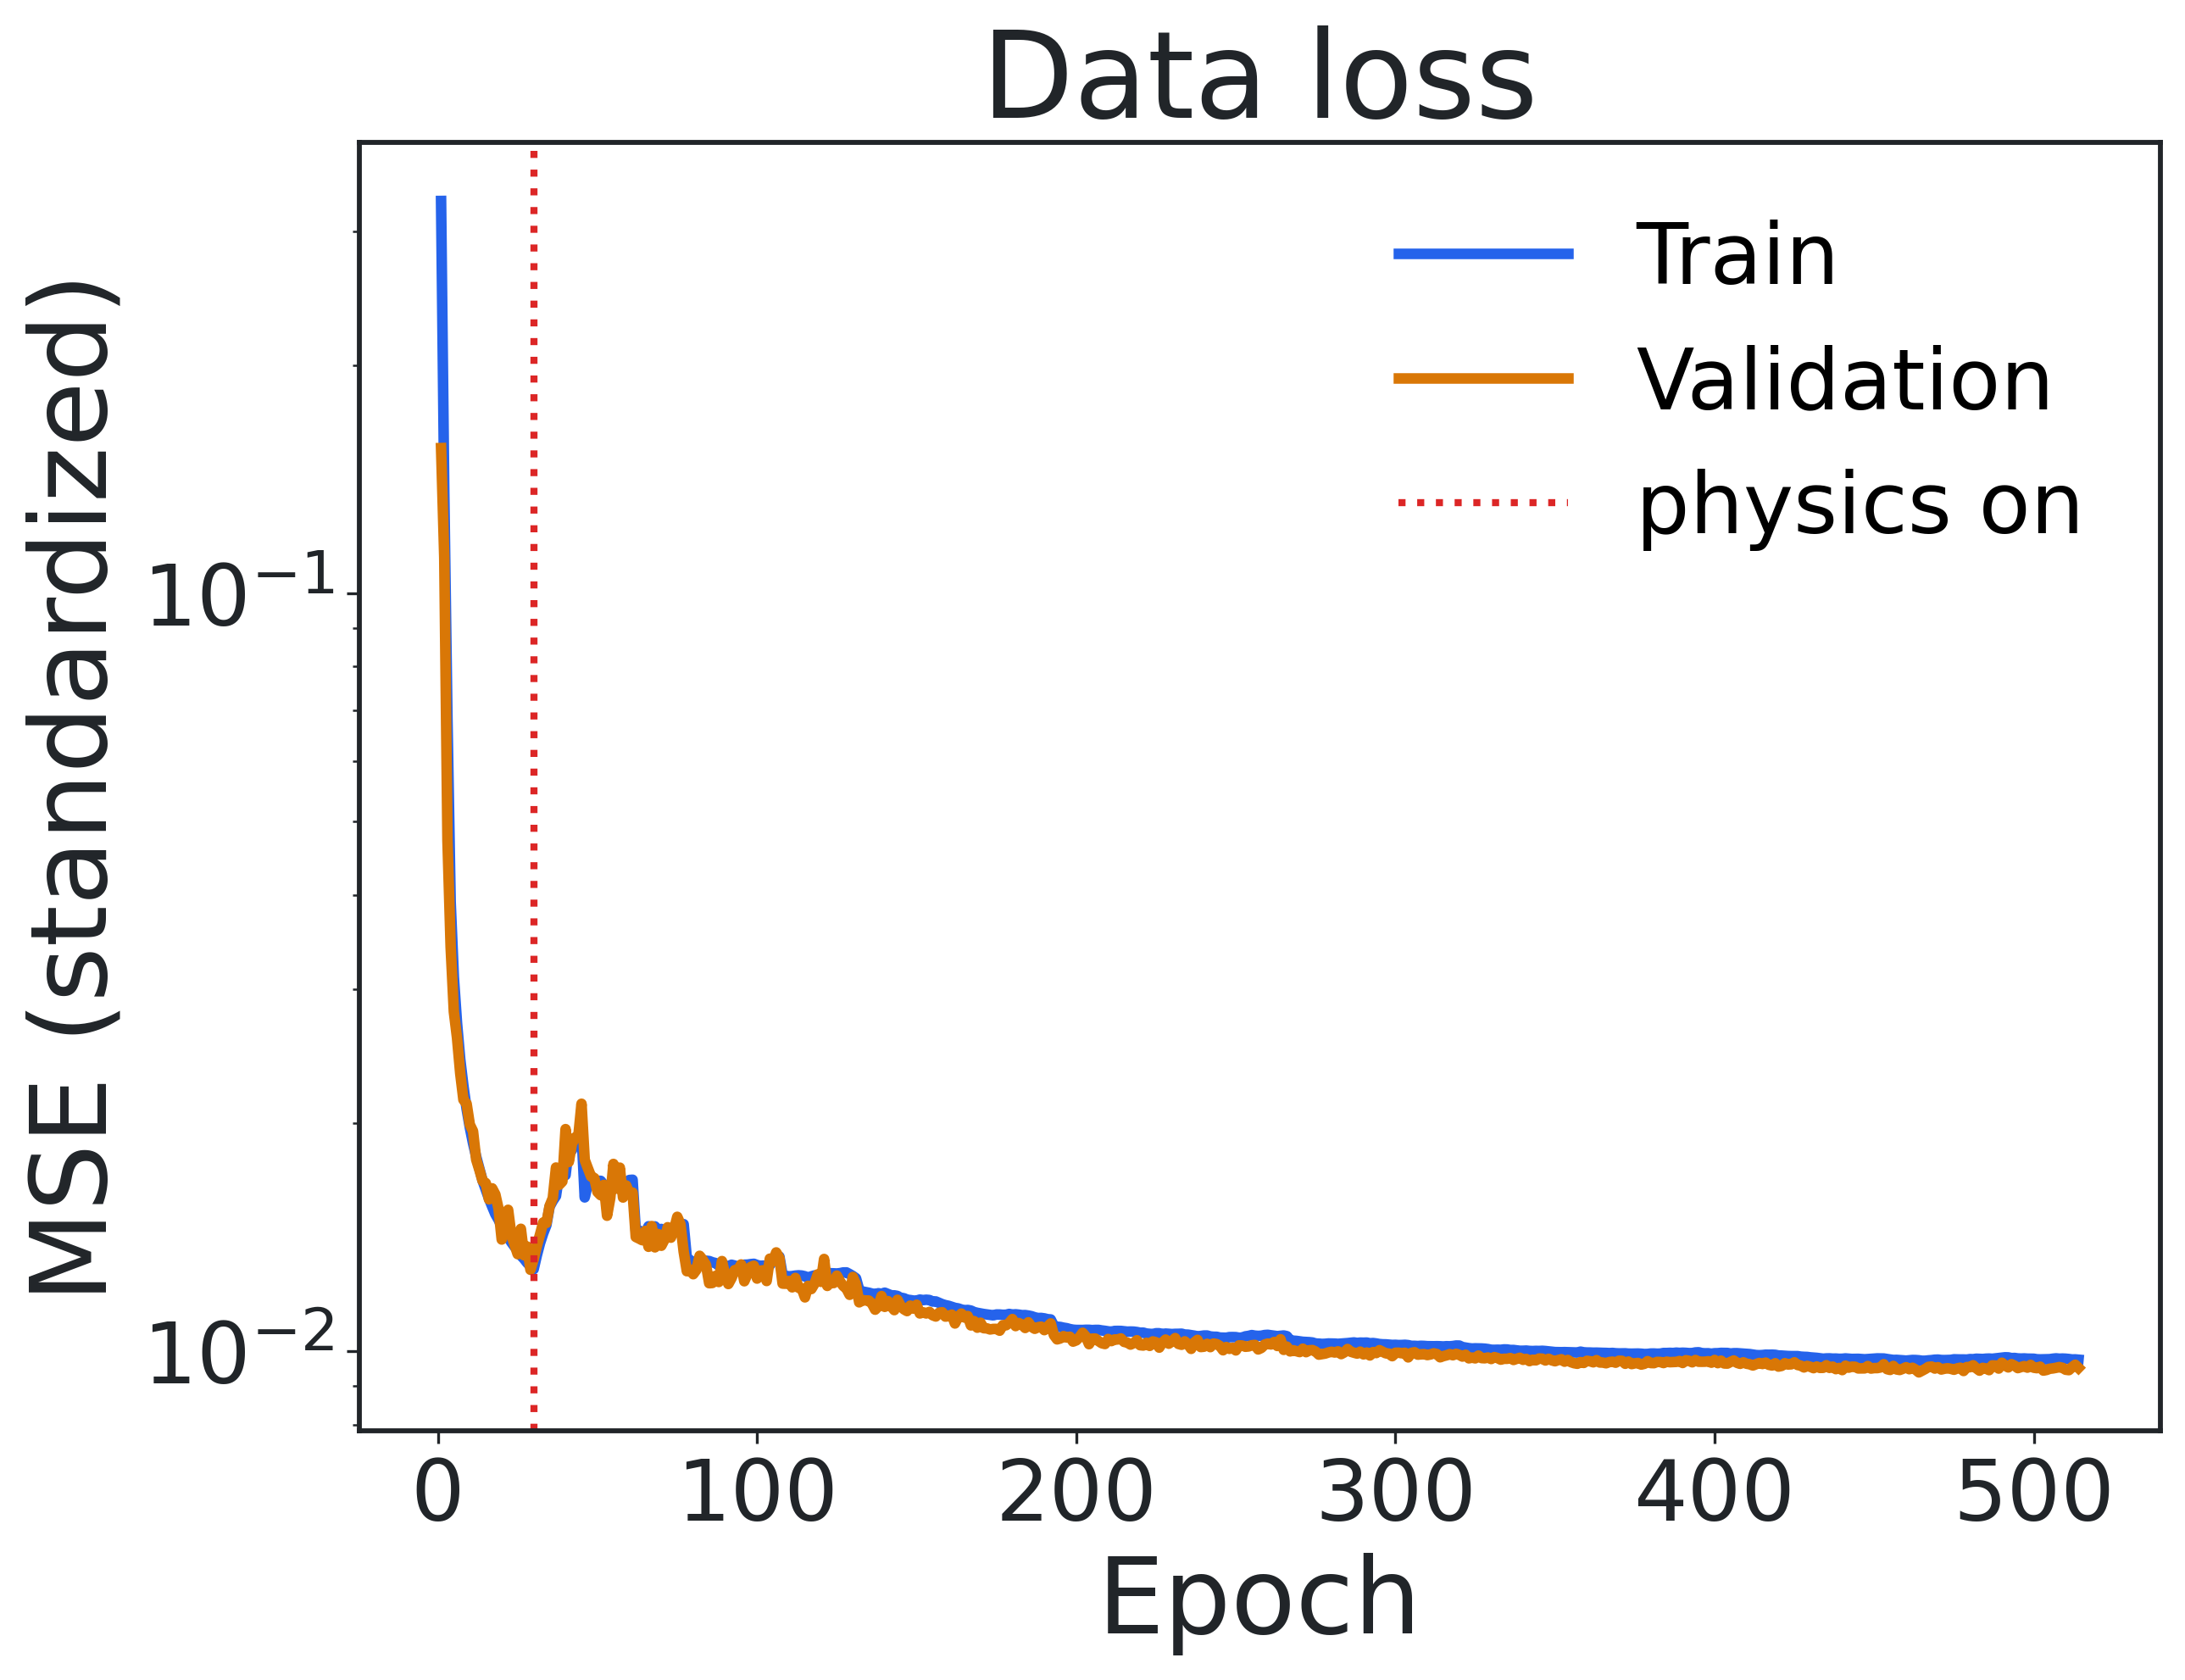 Data loss
MSE (standardized)
Train
Validation
physics on
10⁻¹
10⁻²
0 100 200 300 400 500
Epoch